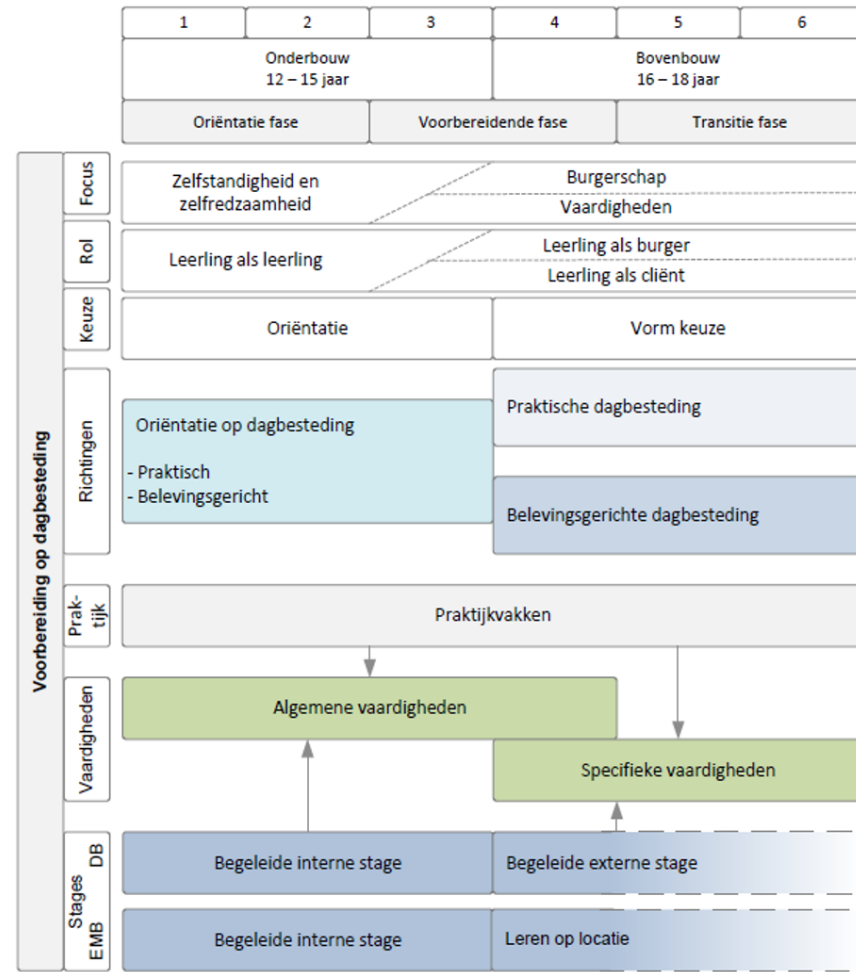 1 2 3 4 5 6
Onderbouw
12 – 15 jaar
Bovenbouw
16 – 18 jaar
Oriëntatie fase
Voorbereidende fase
Transitie fase
Voorbereiding op dagbesteding
Focus
Zelfstandigheid en
zelfredzaamheid
Burgerschap
Vaardigheden
Rol
Leerling als leerling
Leerling als burger
Leerling als cliënt
Keuze
Oriëntatie
Vorm keuze
Richtingen
Oriëntatie op dagbesteding
- Praktisch
- Belevingsgericht
Praktische dagbesteding
Belevingsgerichte dagbesteding
Prak-
tijk
Praktijkvakken
Vaardigheden
Algemene vaardigheden
Specifieke vaardigheden
Stages
DB
Begeleide interne stage
Begeleide externe stage
EMB
Begeleide interne stage
Leren op locatie